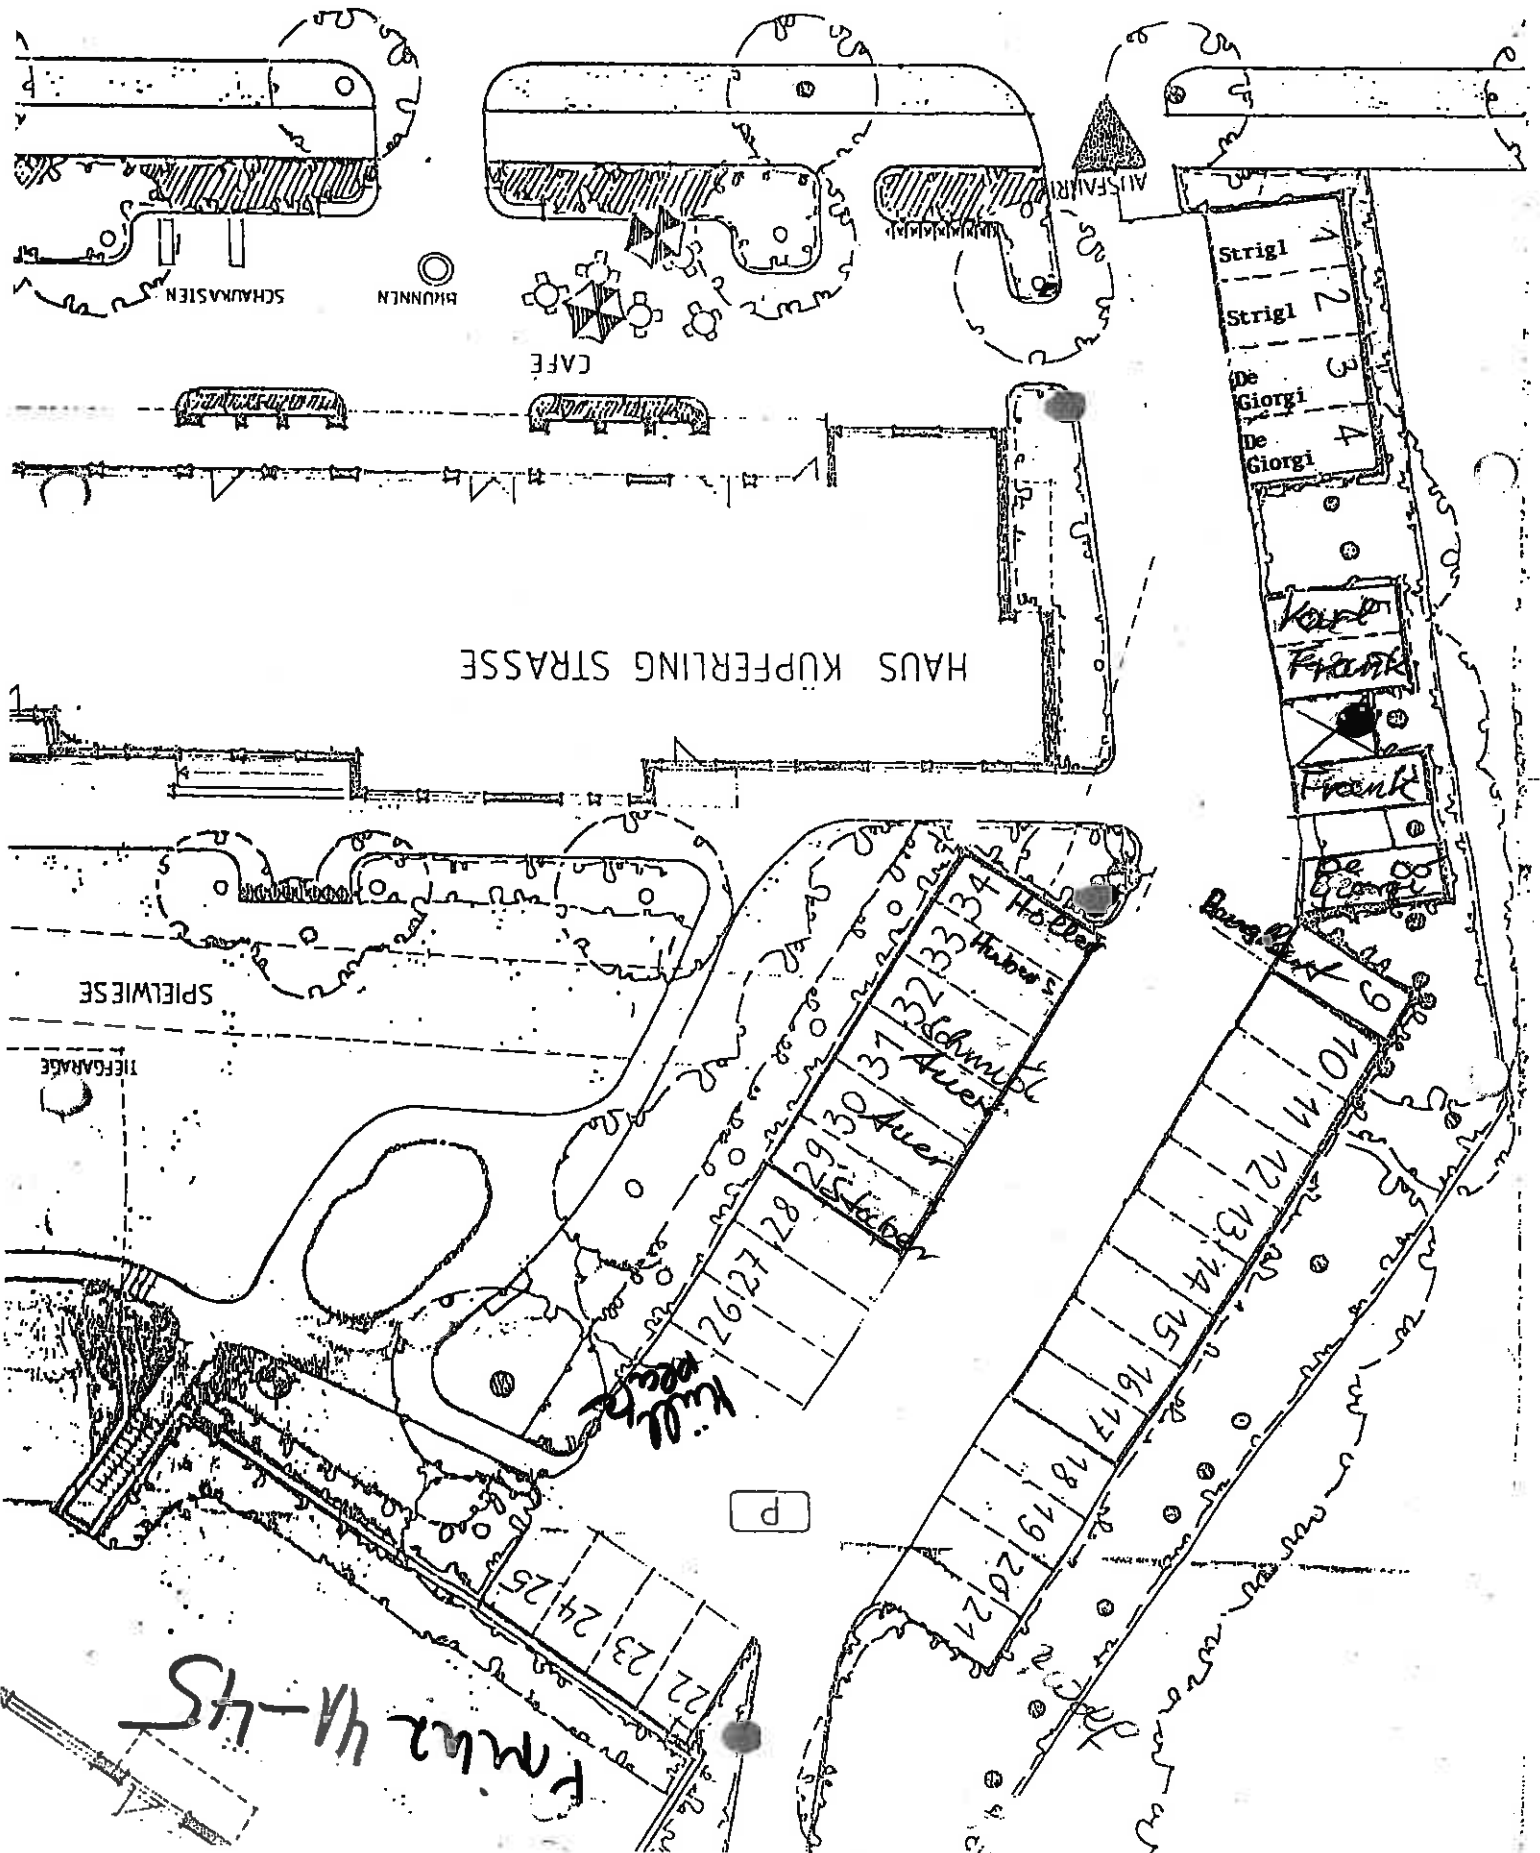 AUSFAHRT
SCHAUKASTEN
BRUNNEN
CAFE
1
Strigl
2
Strigl
3
De
Giorgi
4
De
Giorgi
HAUS KÜPFERLING STRASSE
Karl
Frank
Frank
De
Giorgi
8
9
10
11
12
13
14
15
16
17
18
19
20
21
34 Höller
33 Huber
32 Schmidt
31 Auer
30 Auer
29 Stuber
28
27
26
SPIELWIESE
TIEFGARAGE
Müll
P
25
24
23
22
41-45